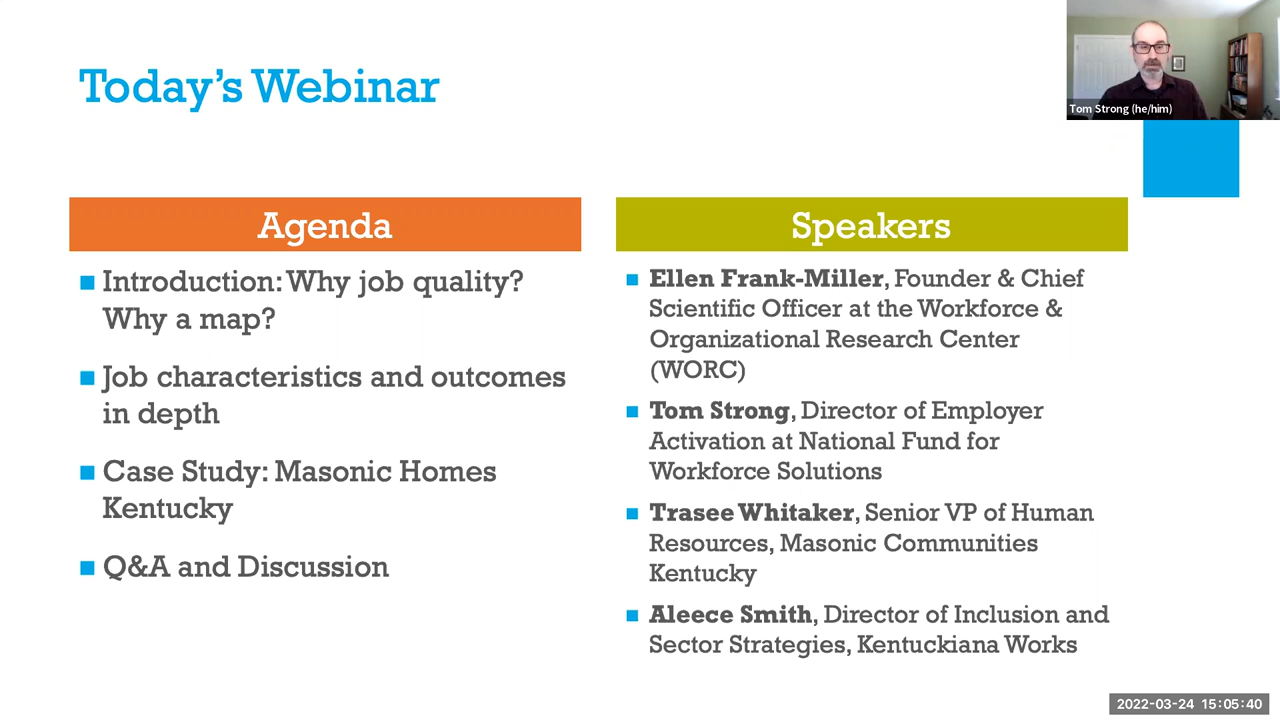 Today's Webinar
Tom Strong (he/him)
Agenda
Introduction: Why job quality?
Why a map?
Job characteristics and outcomes
in depth
Case Study: Masonic Homes
Kentucky
Q&A and Discussion
Speakers
Ellen Frank-Miller, Founder & Chief
Scientific Officer at the Workforce &
Organizational Research Center
(WORC)
Tom Strong, Director of Employer
Activation at National Fund for
Workforce Solutions
Trasee Whitaker, Senior VP of Human
Resources, Masonic Communities
Kentucky
Aleece Smith, Director of Inclusion and
Sector Strategies, Kentuckiana Works
2022-03-24 15:05:40